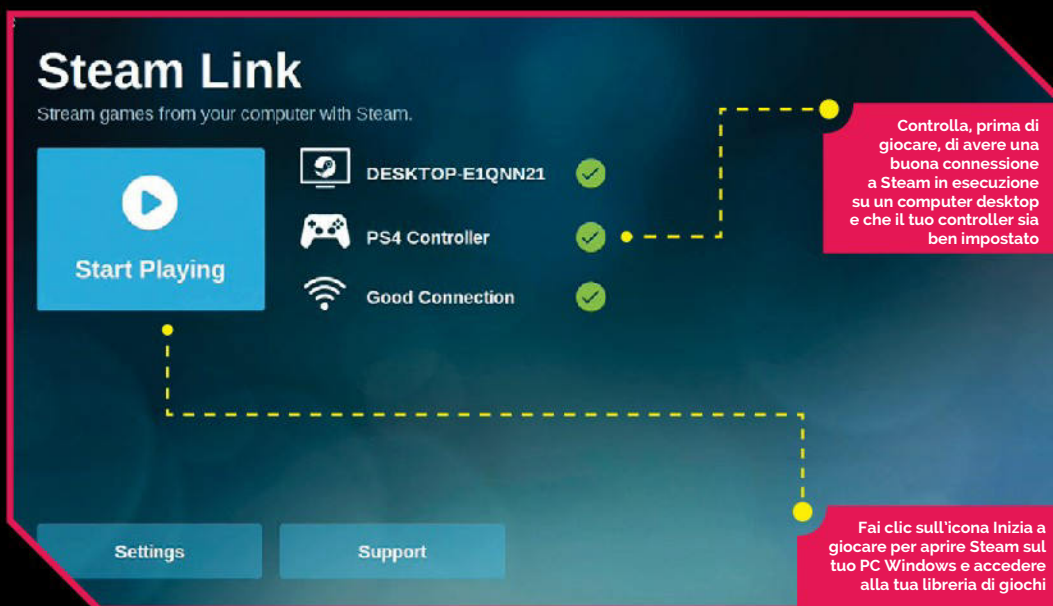 Steam Link
Stream games from your computer with Steam.
Start Playing
DESKTOP-E1QNN21
PS4 Controller
Good Connection
Controlla, prima di
giocare, di avere una
buona connessione
a Steam in esecuzione
su un computer desktop
e che il tuo controller sia
ben impostato
Settings
Support
Fai clic sull'icona Inizia a
giocare per aprire Steam sul
tuo PC Windows e accedere
alla tua libreria di giochi